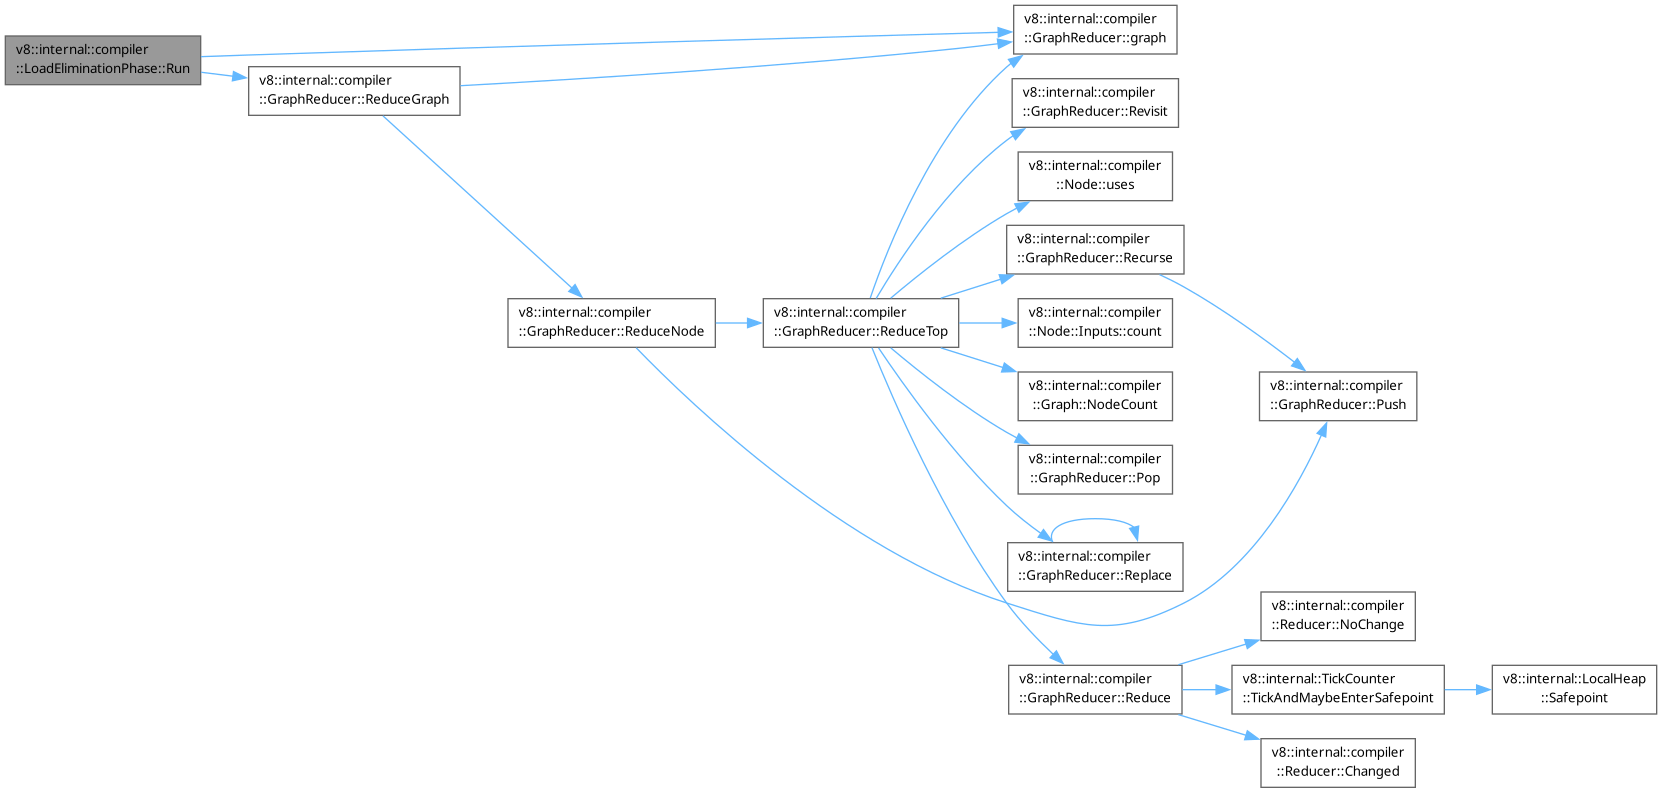 v8::internal::compiler
::LoadEliminationPhase::Run
v8::internal::compiler
::GraphReducer::ReduceGraph
v8::internal::compiler
::GraphReducer::ReduceNode
v8::internal::compiler
::GraphReducer::ReduceTop
v8::internal::compiler
::GraphReducer::graph
v8::internal::compiler
::GraphReducer::Revisit
v8::internal::compiler
::Node::uses
v8::internal::compiler
::GraphReducer::Recurse
v8::internal::compiler
::Node::Inputs::count
v8::internal::compiler
::Graph::NodeCount
v8::internal::compiler
::GraphReducer::Pop
v8::internal::compiler
::GraphReducer::Replace
v8::internal::compiler
::GraphReducer::Reduce
v8::internal::compiler
::GraphReducer::Push
v8::internal::compiler
::Reducer::NoChange
v8::internal::TickCounter
::TickAndMaybeEnterSafepoint
v8::internal::compiler
::Reducer::Changed
v8::internal::LocalHeap
::Safepoint